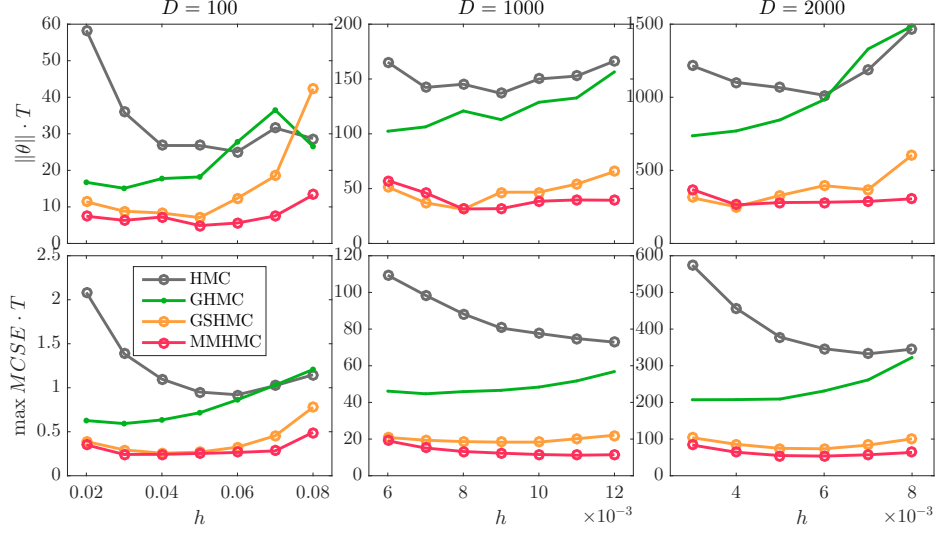 D = 100
D = 1000
D = 2000
||θ|| · T
60
50
40
30
20
10
0
200
150
100
50
0
1500
1000
500
0
max MCSE · T
2.5
2
1.5
1
0.5
0
120
100
80
60
40
20
0
600
500
400
300
200
100
0
HMC
GHMC
GSHMC
MMHMC
0.02 0.04 0.06 0.08
6 8 10 12
4 6 8
×10⁻³
×10⁻³
h
h
h